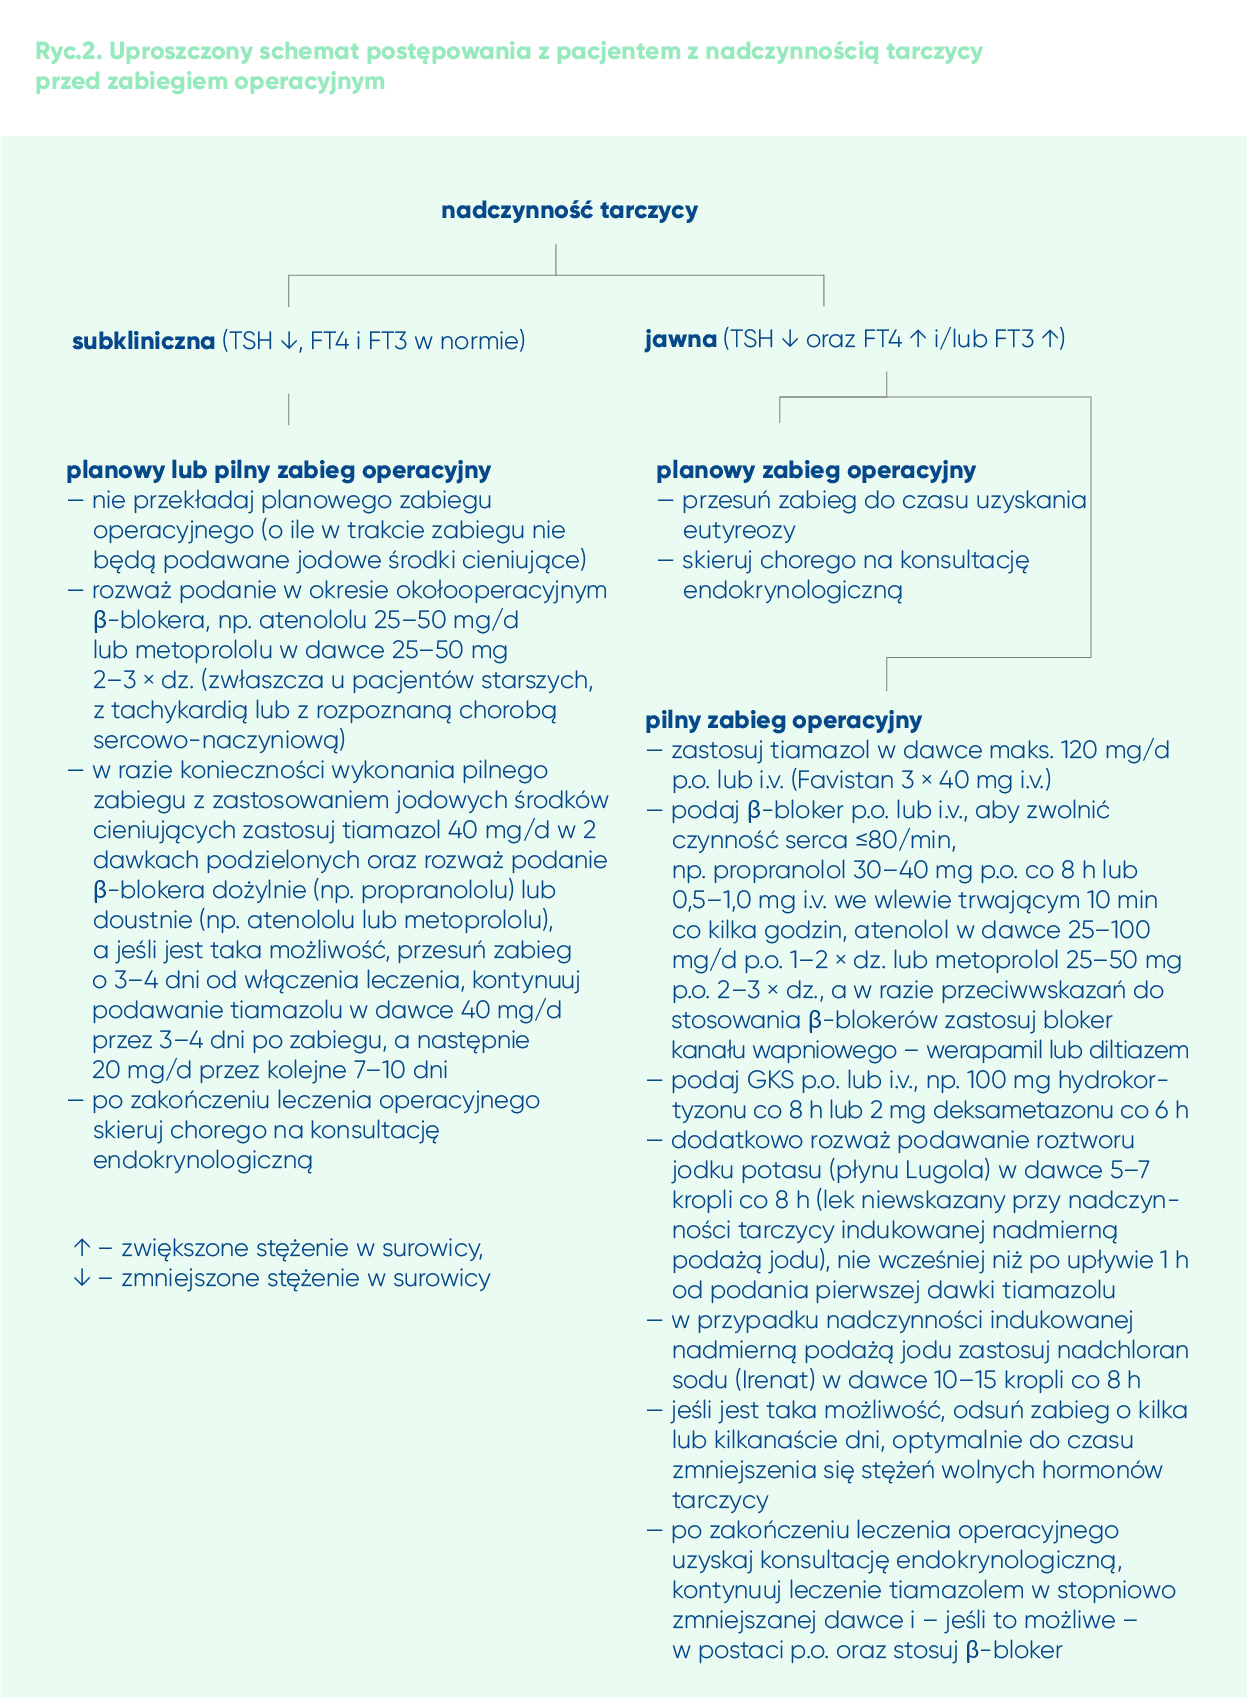 Ryc.2. Uproszczony schemat postępowania z pacjentem z nadczynnością tarczycy
przed zabiegiem operacyjnym
nadczynność tarczycy
subkliniczna (TSH ↓, FT4 i FT3 w normie)
planowy lub pilny zabieg operacyjny
– nie przekładaj planowego zabiegu
operacyjnego (o ile w trakcie zabiegu nie
będą podawane jodowe środki cieniujące)
– rozważ podanie w okresie okołooperacyjnym
β-blokera, np. atenololu 25–50 mg/d
lub metoprololu w dawce 25–50 mg
2–3 × dz. (zwłaszcza u pacjentów starszych,
z tachykardią lub z rozpoznaną chorobą
sercowo-naczyniową)
– w razie konieczności wykonania pilnego
zabiegu z zastosowaniem jodowych środków
cieniujących zastosuj tiamazol 40 mg/d w 2
dawkach podzielonych oraz rozważ podanie
β-blokera dożylnie (np. propranololu) lub
doustnie (np. atenololu lub metoprololu),
a jeśli jest taka możliwość, przesuń zabieg
o 3–4 dni od włączenia leczenia, kontynuuj
podawanie tiamazolu w dawce 40 mg/d
przez 3–4 dni po zabiegu, a następnie
20 mg/d przez kolejne 7–10 dni
– po zakończeniu leczenia operacyjnego
skieruj chorego na konsultację
endokrynologiczną
↑ – zwiększone stężenie w surowicy,
↓ – zmniejszone stężenie w surowicy
jawna (TSH ↓ oraz FT4 ↑ i/lub FT3 ↑)
planowy zabieg operacyjny
– przesuń zabieg do czasu uzyskania
eutyreozy
– skieruj chorego na konsultację
endokrynologiczną
pilny zabieg operacyjny
– zastosuj tiamazol w dawce maks. 120 mg/d
p.o. lub i.v. (Favistan 3 × 40 mg i.v.)
– podaj β-bloker p.o. lub i.v., aby zwolnić
czynność serca ≤80/min,
np. propranolol 30–40 mg p.o. co 8 h lub
0,5–1,0 mg i.v. we wlewie trwającym 10 min
co kilka godzin, atenolol w dawce 25–100
mg/d p.o. 1–2 × dz. lub metoprolol 25–50 mg
p.o. 2–3 × dz., a w razie przeciwwskazań do
stosowania β-blokerów zastosuj bloker
kanału wapniowego – werapamil lub diltiazem
– podaj GKS p.o. lub i.v., np. 100 mg hydrokor-
tyzonu co 8 h lub 2 mg deksametazonu co 6 h
– dodatkowo rozważ podawanie roztworu
jodku potasu (płynu Lugola) w dawce 5–7
kropli co 8 h (lek niewskazany przy nadczyn-
ności tarczycy indukowanej nadmierną
podażą jodu), nie wcześniej niż po upływie 1 h
od podania pierwszej dawki tiamazolu
– w przypadku nadczynności indukowanej
nadmierną podażą jodu zastosuj nadchloran
sodu (Irenat) w dawce 10–15 kropli co 8 h
– jeśli jest taka możliwość, odsuń zabieg o kilka
lub kilkanaście dni, optymalnie do czasu
zmniejszenia się stężeń wolnych hormonów
tarczycy
– po zakończeniu leczenia operacyjnego
uzyskaj konsultację endokrynologiczną,
kontynuuj leczenie tiamazolem w stopniowo
zmniejszanej dawce i – jeśli to możliwe –
w postaci p.o. oraz stosuj β-bloker